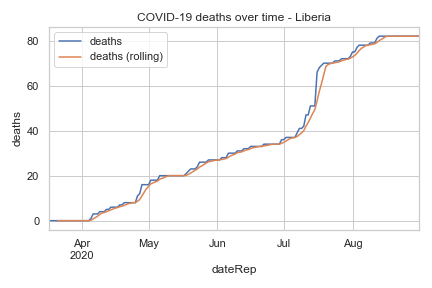 COVID-19 deaths over time - Liberia
deaths
deaths (rolling)
80
60
40
20
0
deaths
Apr
2020
May
Jun
Jul
Aug
dateRep